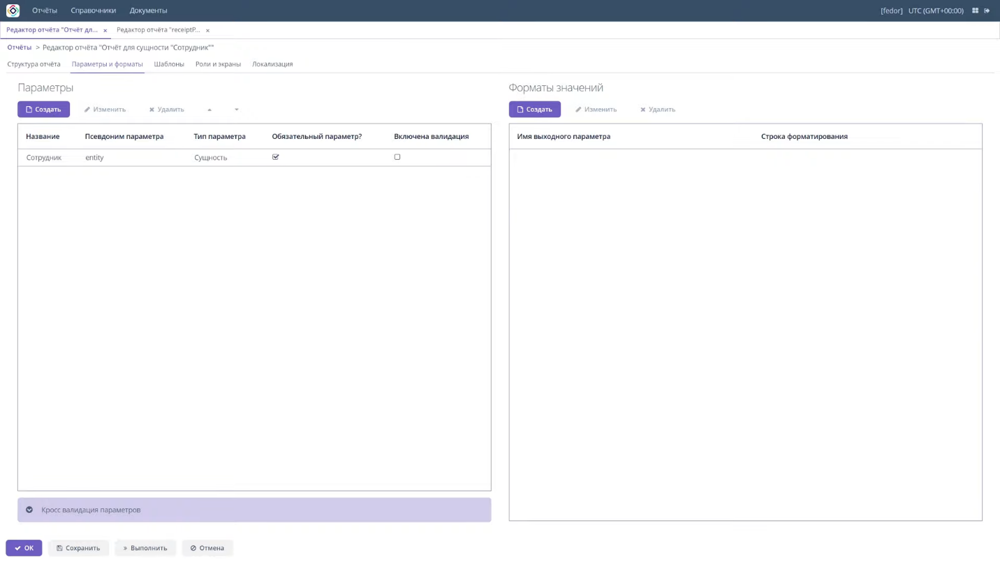 Отчёты Справочники Документы [fedor] UTC (GMT+00:00)
Редактор отчёта "Отчёт дл... × Редактор отчёта "receiptP... ×
Отчёты > Редактор отчёта "Отчёт для сущности "Сотрудник""
Структура отчёта Параметры и форматы Шаблоны Роли и экраны Локализация
Параметры
Создать Изменить Удалить
Название Псевдоним параметра Тип параметра Обязательный параметр? Включена валидация
Сотрудник entity Сущность
Кросс валидация параметров
Форматы значений
Создать Изменить Удалить
Имя выходного параметра Строка форматирования
ОК Сохранить Выполнить Отмена